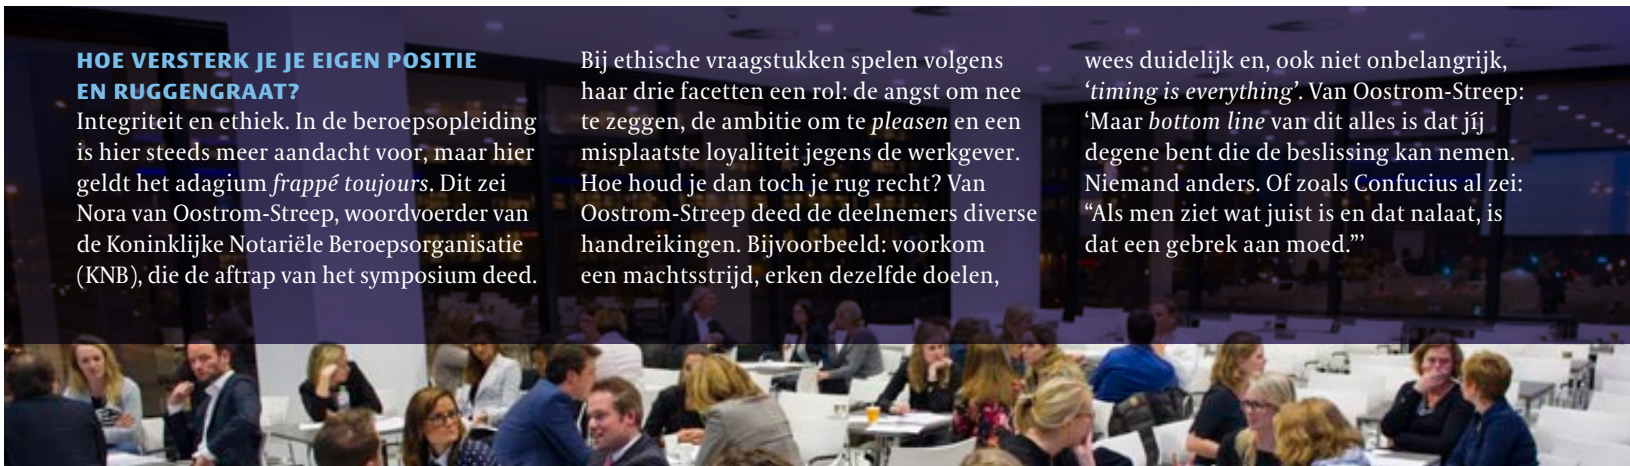 HOE VERSTERK JE JE EIGEN POSITIE
EN RUGGENGRAAT?
Integriteit en ethiek. In de beroepsopleiding
is hier steeds meer aandacht voor, maar hier
geldt het adagium frappé toujours. Dit zei
Nora van Oostrom-Streep, woordvoerder van
de Koninklijke Notariële Beroepsorganisatie
(KNB), die de aftrap van het symposium deed.
Bij ethische vraagstukken spelen volgens
haar drie facetten een rol: de angst om nee
te zeggen, de ambitie om te pleasen en een
misplaatste loyaliteit jegens de werkgever.
Hoe houd je dan toch je rug recht? Van
Oostrom-Streep deed de deelnemers diverse
handreikingen. Bijvoorbeeld: voorkom
een machtsstrijd, erken dezelfde doelen,
wees duidelijk en, ook niet onbelangrijk,
‘timing is everything’. Van Oostrom-Streep:
‘Maar bottom line van dit alles is dat jíj
degene bent die de beslissing kan nemen.
Niemand anders. Of zoals Confucius al zei:
“Als men ziet wat juist is en dat nalaat, is
dat een gebrek aan moed.”’